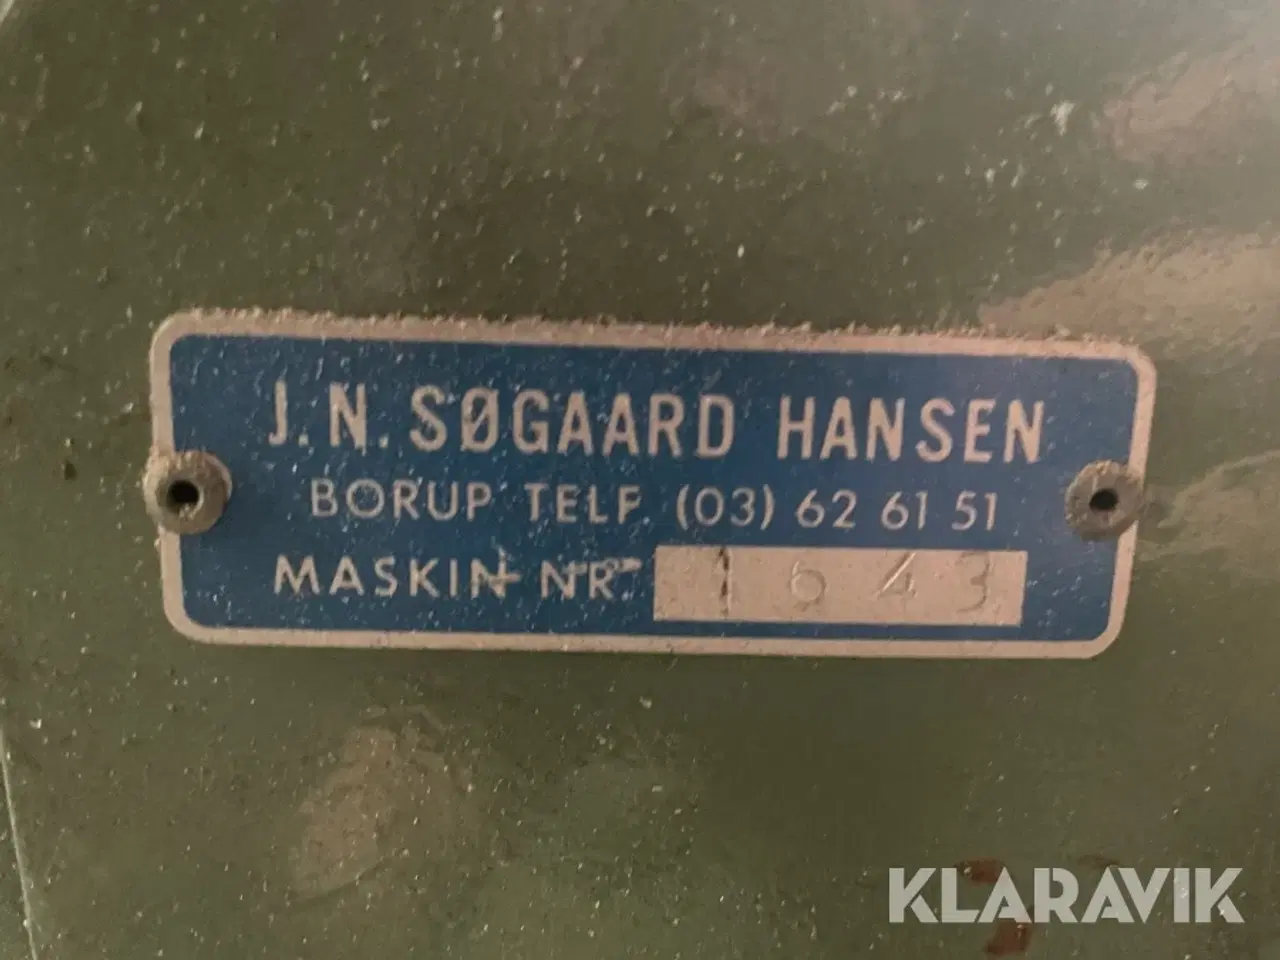 J.N. SØGAARD HANSEN
BORUP TELF (03) 62 61 51
MASKIN NR. 1643
KLARAVIK